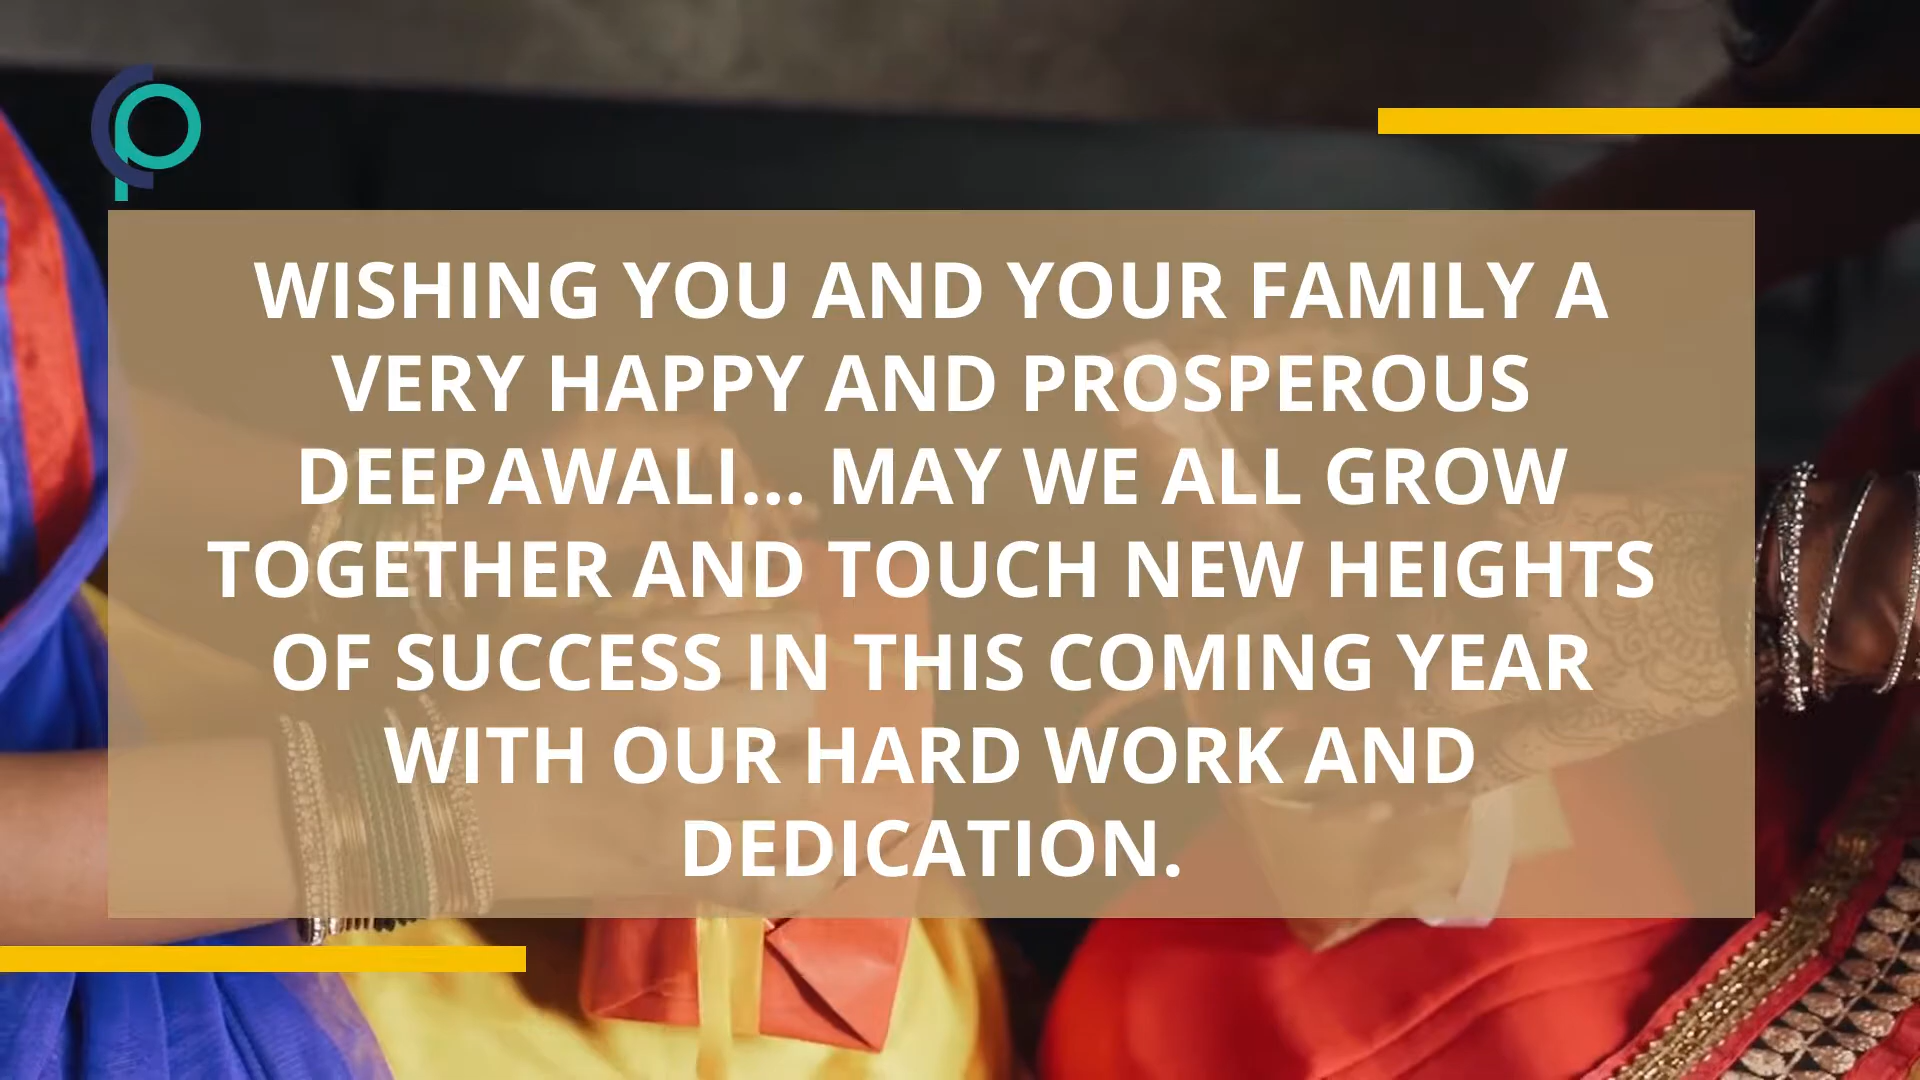 WISHING YOU AND YOUR FAMILY A
VERY HAPPY AND PROSPEROUS
DEEPAWALI... MAY WE ALL GROW
TOGETHER AND TOUCH NEW HEIGHTS
OF SUCCESS IN THIS COMING YEAR
WITH OUR HARD WORK AND
DEDICATION.